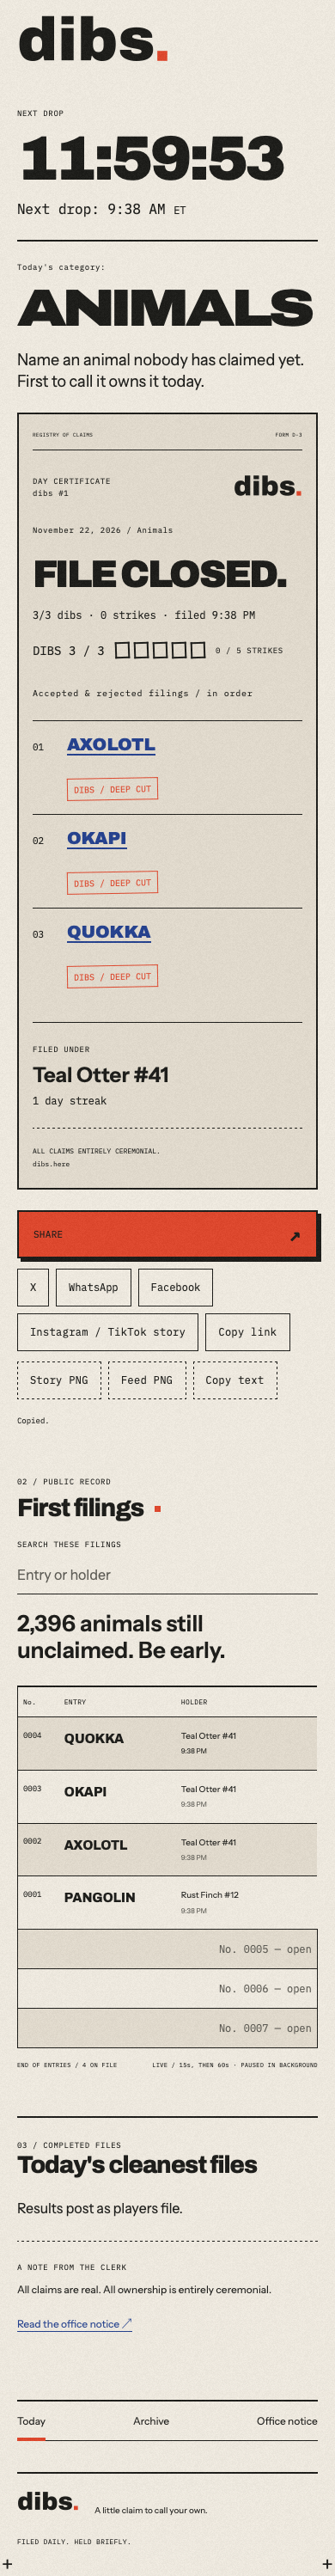 dibs.
NEXT DROP
11:59:53
Next drop: 9:38 AM ET
Today's category:
ANIMALS
Name an animal nobody has claimed yet.
First to call it owns it today.
REGISTRY OF CLAIMS FORM D-3
DAY CERTIFICATE
dibs #1
dibs.
November 22, 2026 / Animals
FILE CLOSED.
3/3 dibs · 0 strikes · filed 9:38 PM
DIBS 3 / 3 0 / 5 STRIKES
Accepted & rejected filings / in order
01 AXOLOTL
DIBS / DEEP CUT
02 OKAPI
DIBS / DEEP CUT
03 QUOKKA
DIBS / DEEP CUT
FILED UNDER
Teal Otter #41
1 day streak
ALL CLAIMS ENTIRELY CEREMONIAL.
dibs.here
SHARE ↗
X WhatsApp Facebook
Instagram / TikTok story Copy link
Story PNG Feed PNG Copy text
Copied.
02 / PUBLIC RECORD
First filings
SEARCH THESE FILINGS
Entry or holder
2,396 animals still
unclaimed. Be early.
No. ENTRY HOLDER
0004 QUOKKA Teal Otter #41
9:38 PM
0003 OKAPI Teal Otter #41
9:38 PM
0002 AXOLOTL Teal Otter #41
9:38 PM
0001 PANGOLIN Rust Finch #12
9:38 PM
No. 0005 — open
No. 0006 — open
No. 0007 — open
END OF ENTRIES / 4 ON FILE LIVE / 15s, THEN 60s · PAUSED IN BACKGROUND
03 / COMPLETED FILES
Today's cleanest files
Results post as players file.
A NOTE FROM THE CLERK
All claims are real. All ownership is entirely ceremonial.
Read the office notice ↗
Today Archive Office notice
dibs. A little claim to call your own.
FILED DAILY. HELD BRIEFLY.